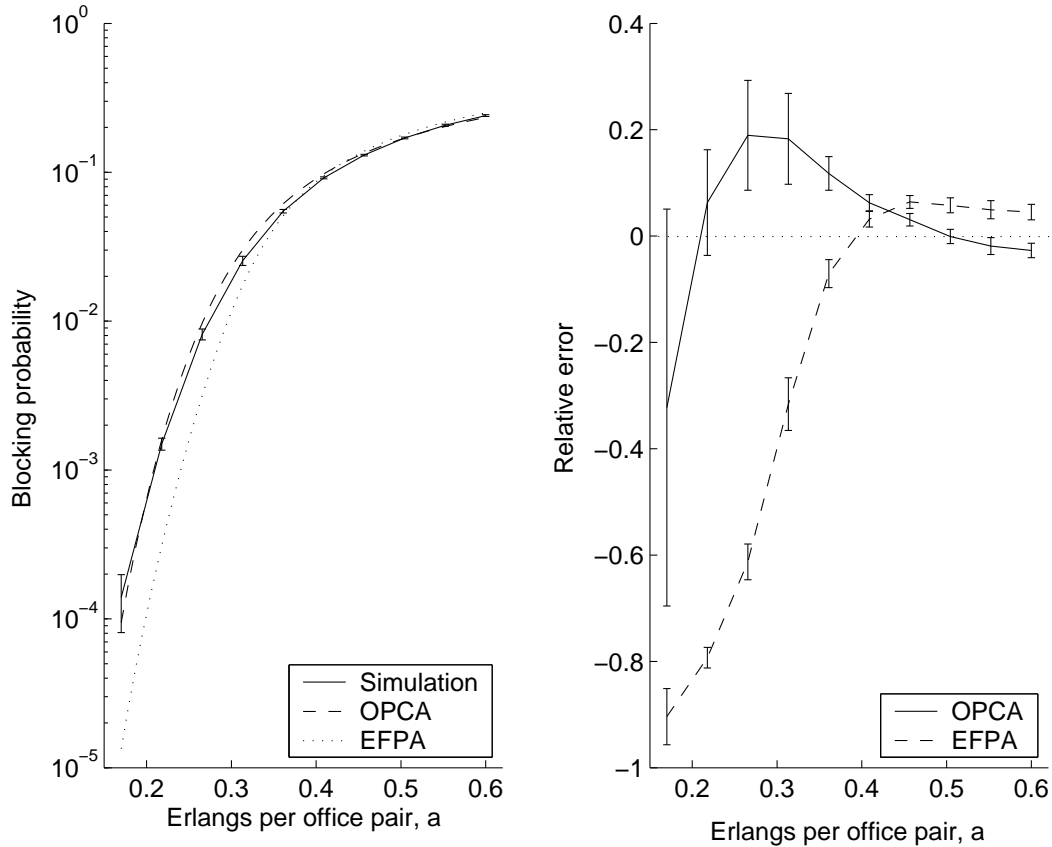 10^0
10^-1
10^-2
10^-3
10^-4
10^-5
Blocking probability
0.2 0.3 0.4 0.5 0.6
Erlangs per office pair, a
Simulation
OPCA
EFPA
0.4
0.2
0
−0.2
−0.4
−0.6
−0.8
−1
Relative error
0.2 0.3 0.4 0.5 0.6
Erlangs per office pair, a
OPCA
EFPA